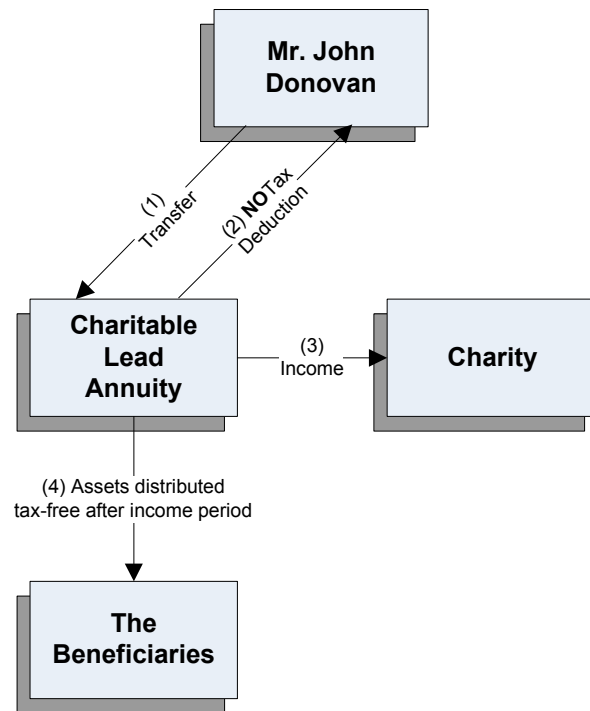 Mr. John
Donovan
(1)
Transfer
(2) NOTax
Deduction
Charitable
Lead
Annuity
(3)
Income
Charity
(4) Assets distributed
tax-free after income period
The
Beneficiaries